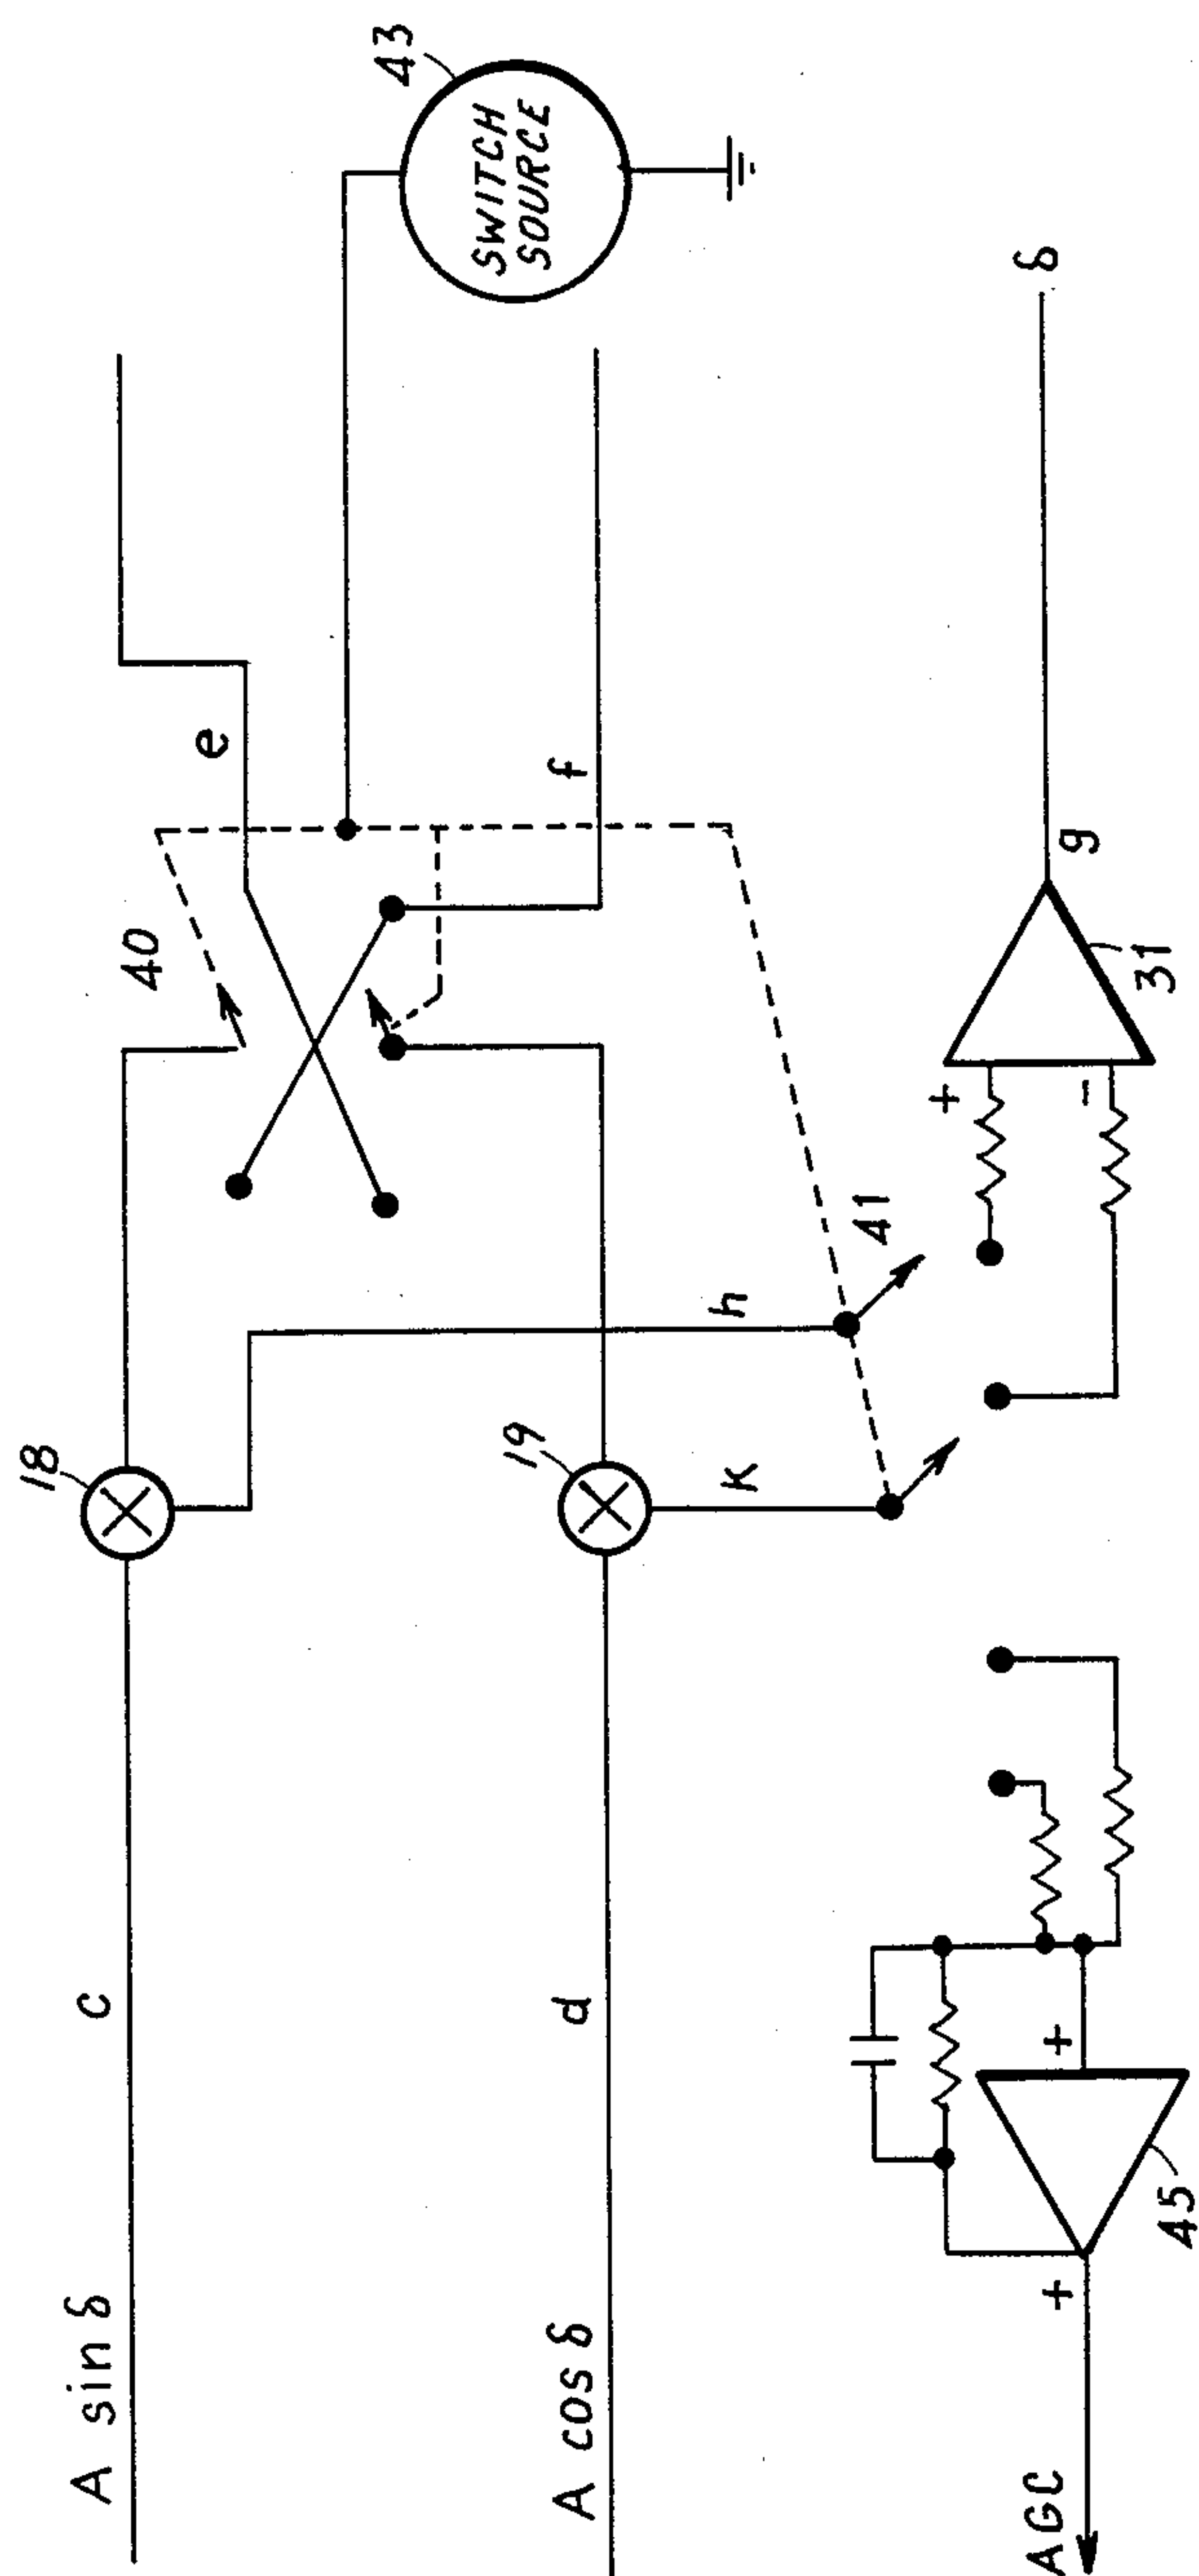 A sin δ
c
18
40
e
43
SWITCH
SOURCE
A cos δ
d
19
f
K
h
41
AGC
+
45
+
+
-
31
g
δ